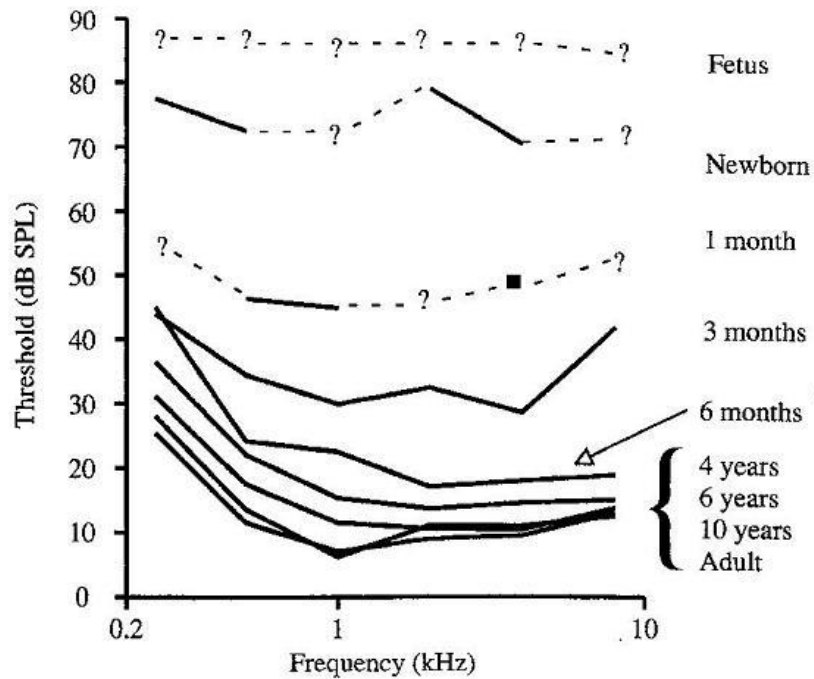 90
80
70
60
50
40
30
20
10
0
Threshold (dB SPL)
? ? ? ? ? ?
? ?
? ? ?
Fetus
Newborn
1 month
3 months
6 months
4 years
6 years
10 years
Adult
0.2 1 10
Frequency (kHz)